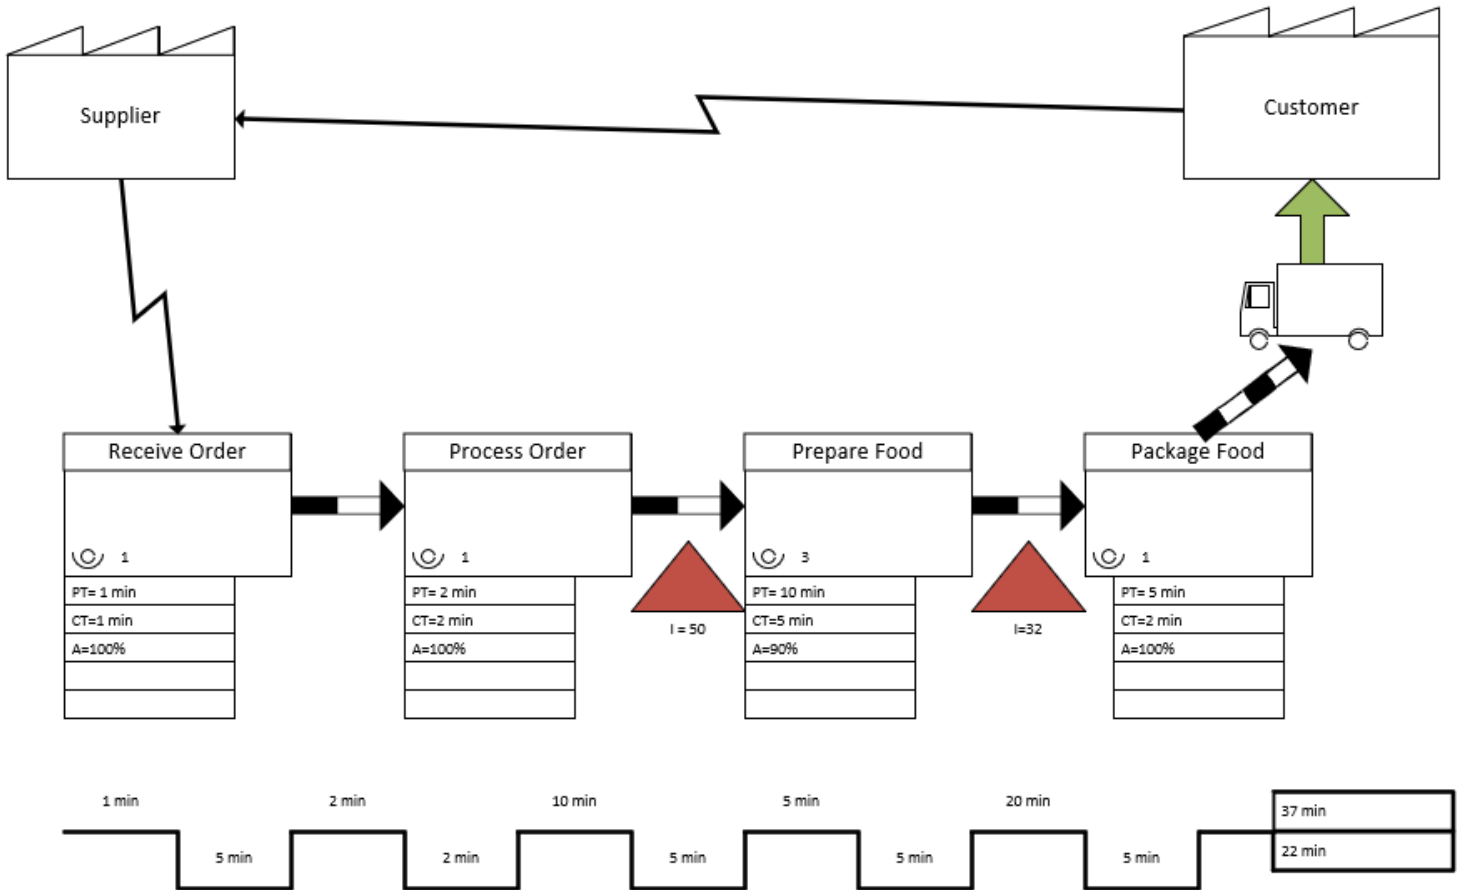 Supplier
Customer
Receive Order
Process Order
Prepare Food
Package Food
1
1
3
1
PT= 1 min
CT=1 min
A=100%
PT= 2 min
CT=2 min
A=100%
I = 50
PT= 10 min
CT=5 min
A=90%
I=32
PT= 5 min
CT=2 min
A=100%
1 min
2 min
10 min
5 min
20 min
37 min
5 min
2 min
5 min
5 min
5 min
22 min